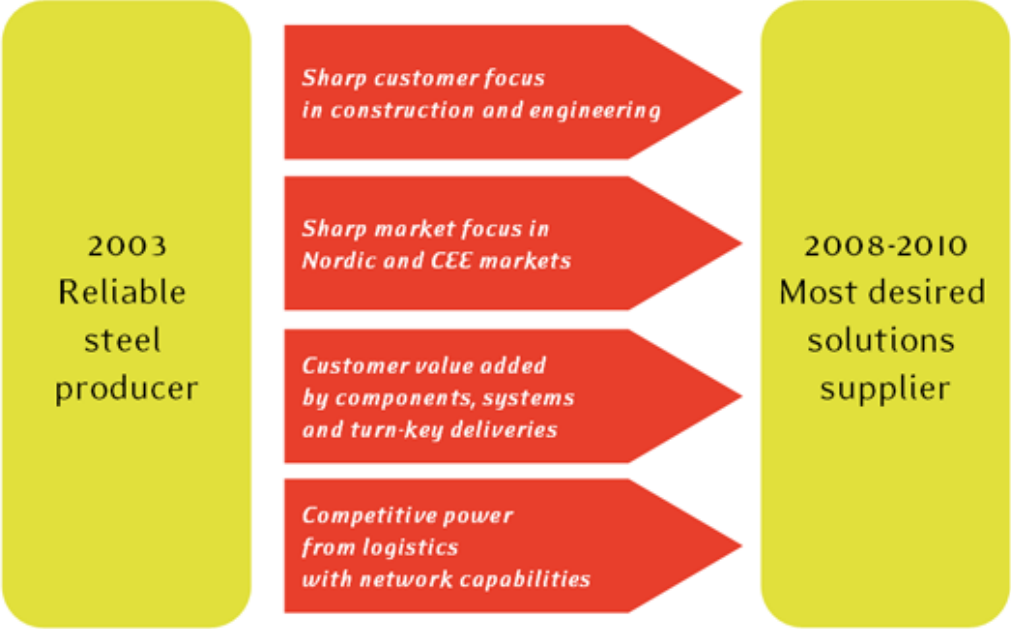 2003
Reliable
steel
producer
Sharp customer focus
in construction and engineering
Sharp market focus in
Nordic and CEE markets
Customer value added
by components, systems
and turn-key deliveries
Competitive power
from logistics
with network capabilities
2008-2010
Most desired
solutions
supplier